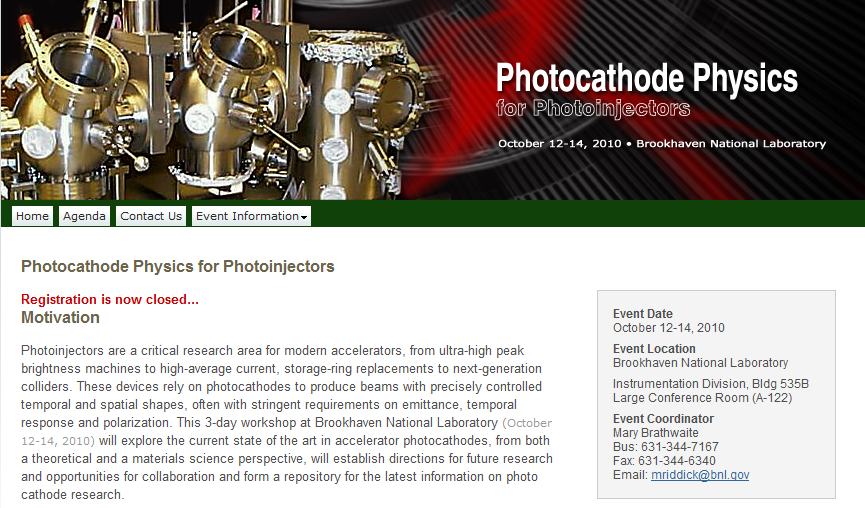 Photocathode Physics
for Photoinjectors
October 12-14, 2010 • Brookhaven National Laboratory
Home Agenda Contact Us Event Information
Photocathode Physics for Photoinjectors
Registration is now closed...
Motivation
Photoinjectors are a critical research area for modern accelerators, from ultra-high peak
brightness machines to high-average current, storage-ring replacements to next-generation
colliders. These devices rely on photocathodes to produce beams with precisely controlled
temporal and spatial shapes, often with stringent requirements on emittance, temporal
response and polarization. This 3-day workshop at Brookhaven National Laboratory (October
12-14, 2010) will explore the current state of the art in accelerator photocathodes, from both
a theoretical and a materials science perspective, will establish directions for future research
and opportunities for collaboration and form a repository for the latest information on photo
cathode research.
Event Date
October 12-14, 2010
Event Location
Brookhaven National Laboratory
Instrumentation Division, Bldg 535B
Large Conference Room (A-122)
Event Coordinator
Mary Brathwaite
Bus: 631-344-7167
Fax: 631-344-6340
Email: mriddick@bnl.gov